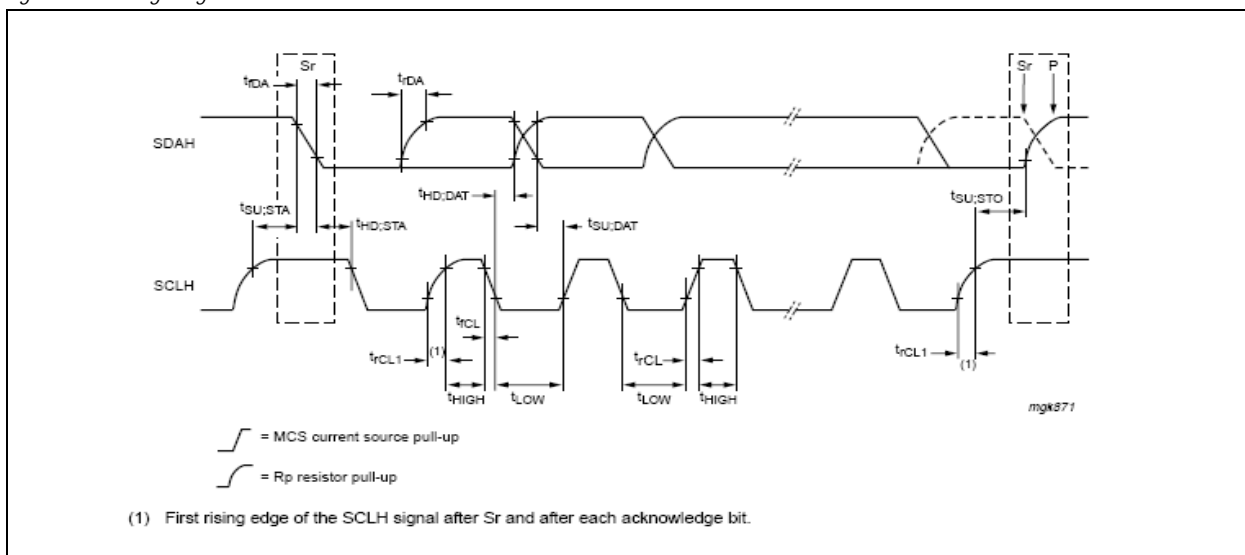 Sr
Sr P
tfDA
trDA
SDAH
tHD;DAT
tSU;STO
tSU;STA
tHD;STA
tSU;DAT
SCLH
tfCL
trCL1
(1)
trCL
trCL1
(1)
tHIGH
tLOW
tLOW
tHIGH
mgk871
= MCS current source pull-up
= Rp resistor pull-up
(1) First rising edge of the SCLH signal after Sr and after each acknowledge bit.